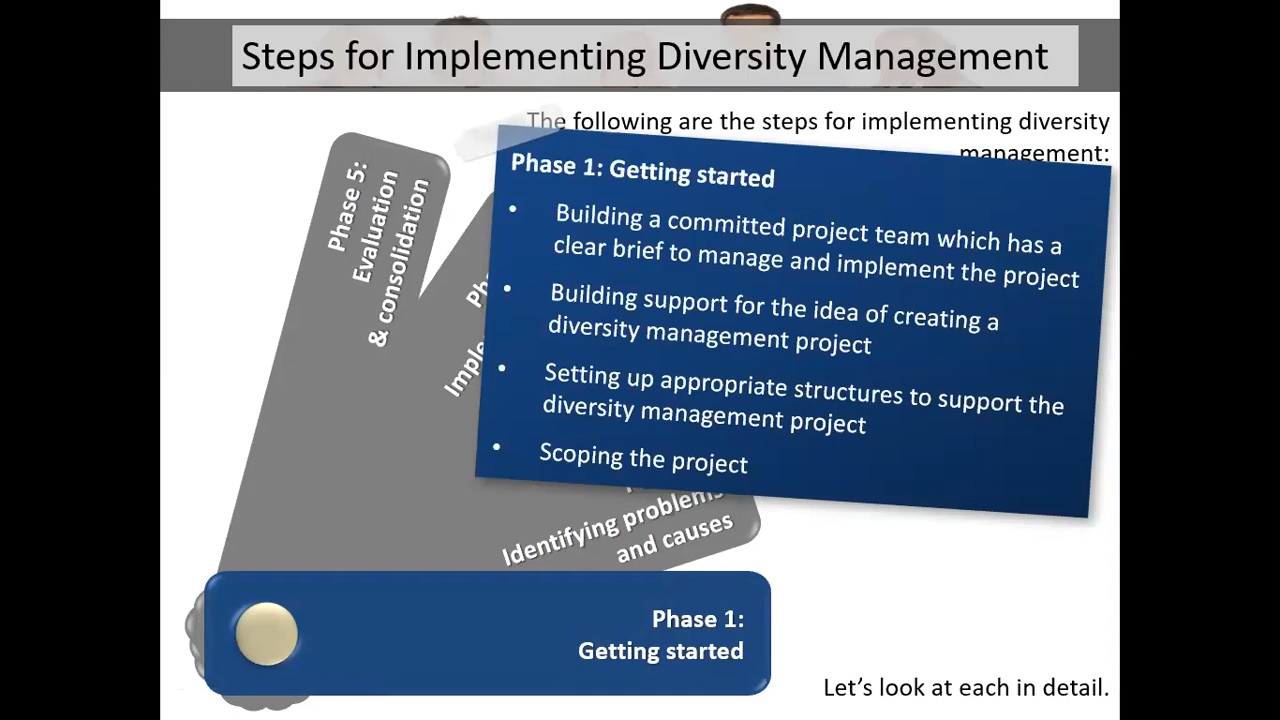 Steps for Implementing Diversity Management
The following are the steps for implementing diversity
management:
Phase 1: Getting started
• Building a committed project team which has a
clear brief to manage and implement the project
• Building support for the idea of creating a
diversity management project
• Setting up appropriate structures to support the
diversity management project
• Scoping the project
Phase 5:
Evaluation
& consolidation
Identifying problems
and causes
Phase 1:
Getting started
Let's look at each in detail.